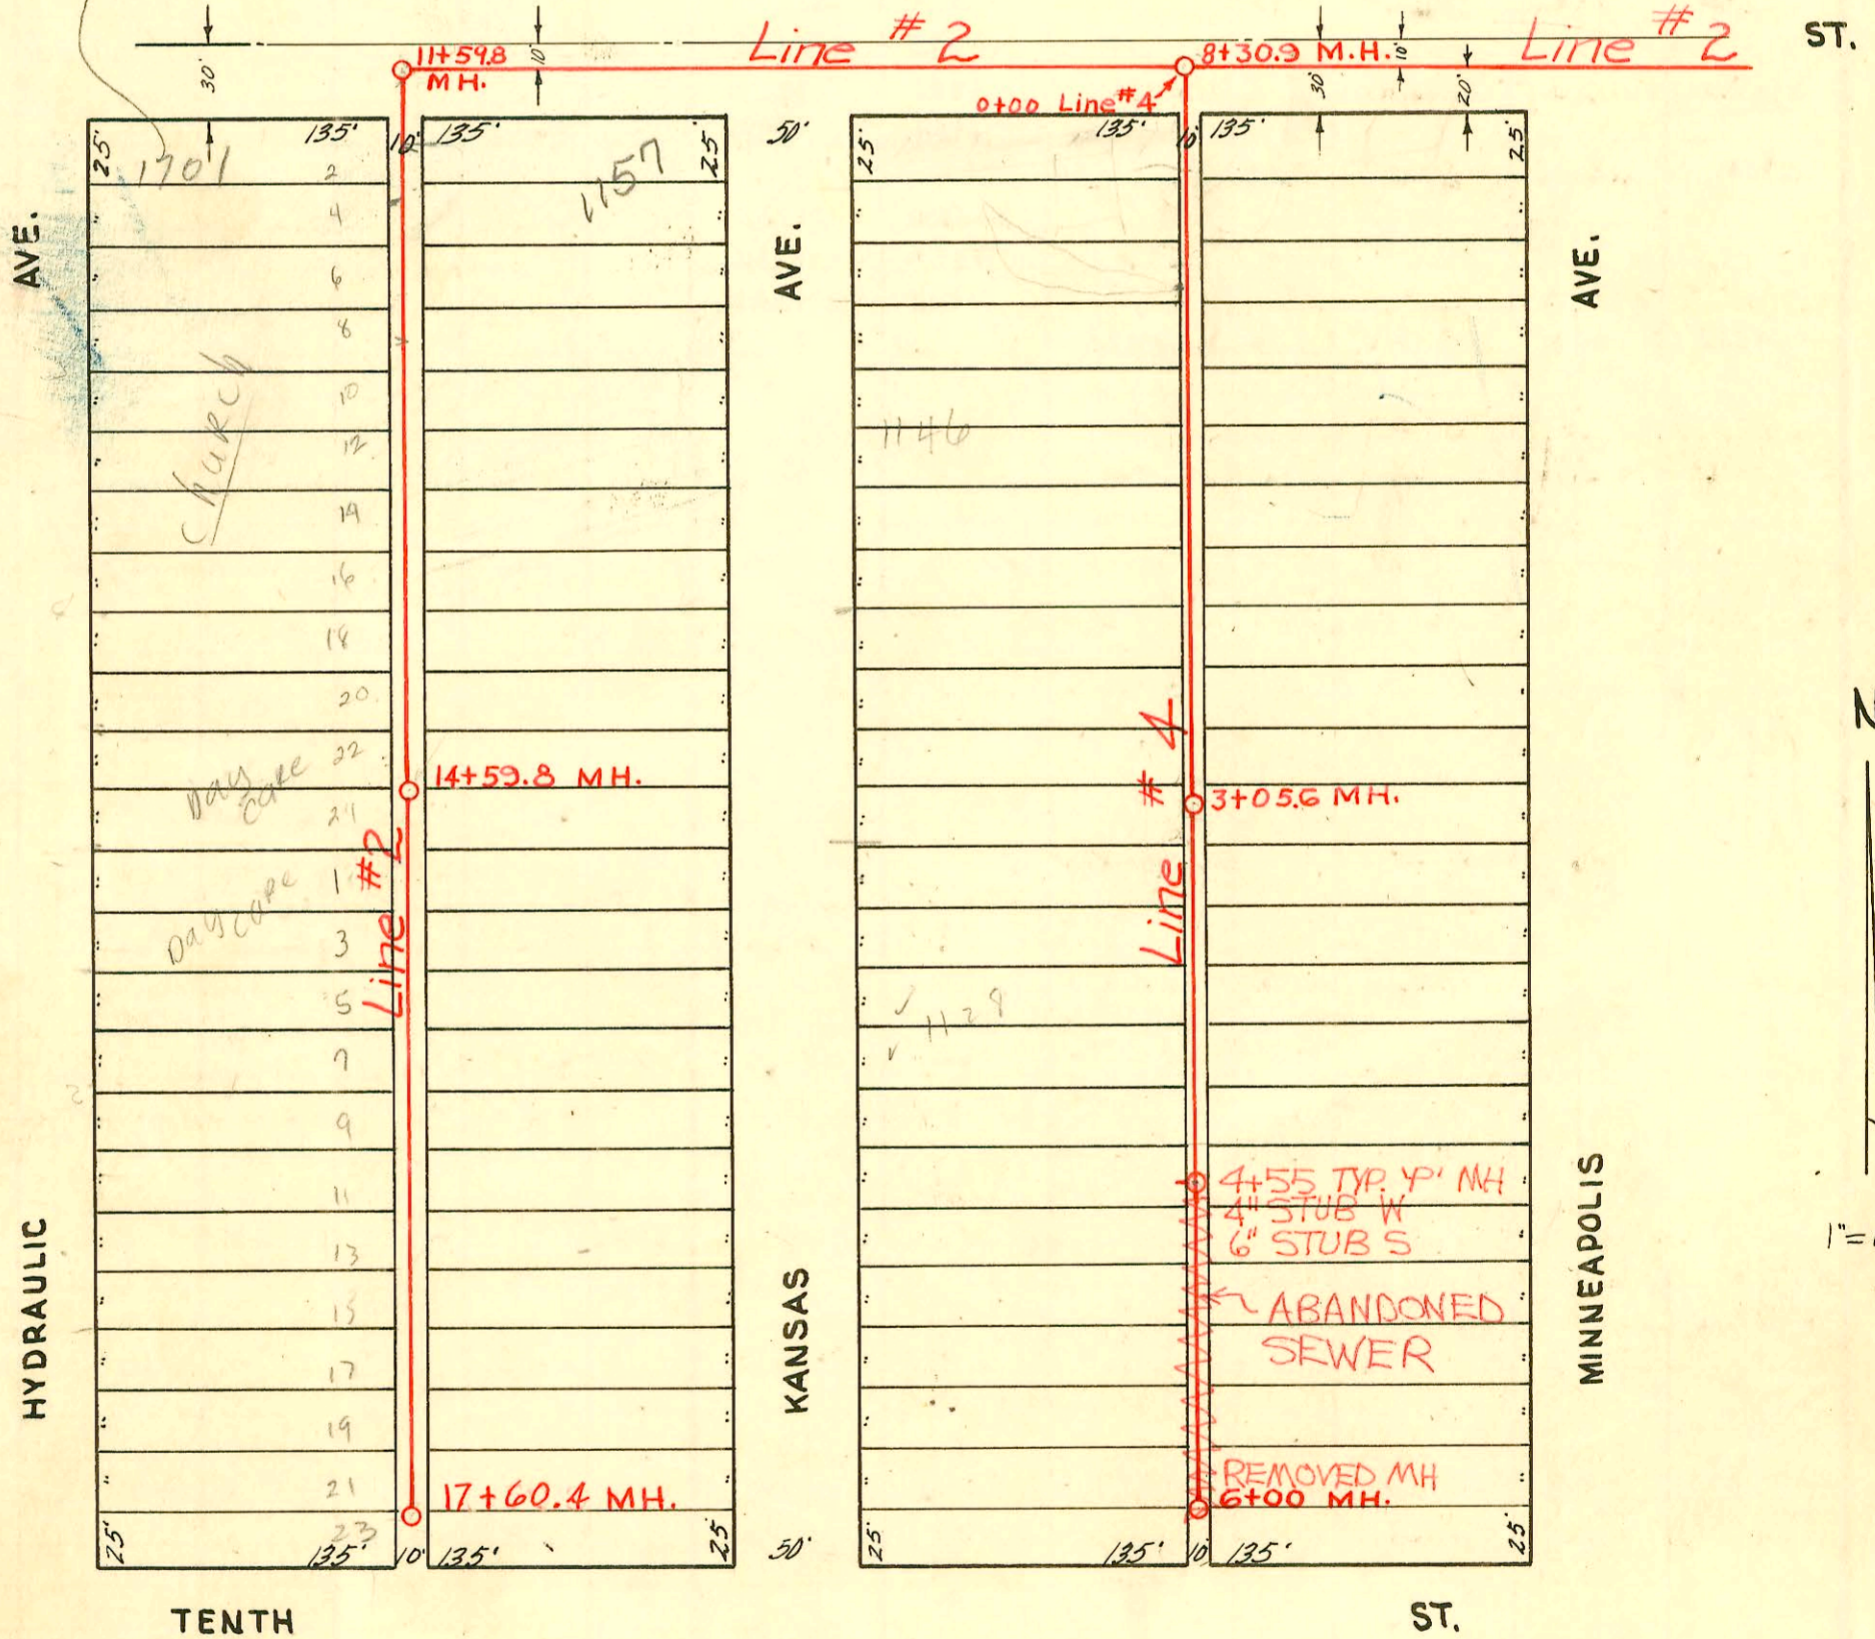 Line # 2
Line # 2
ST.
11+59.8
MH.
8+30.9 M.H.
0+00 Line #4
30'
10'
30'
10'
20'
25'
135'
10'
135'
25'
50'
25'
135'
10'
135'
25'
1701
1157
AVE.
AVE.
AVE.
2
4
6
8
10
12
14
16
18
20
22
24
1
3
5
7
9
11
13
15
17
19
21
23
Church
1146
Day
Care
Day care
14+59.8 MH.
Line #2
Line # 4
3+05.6 MH.
1128
4+55 TYP. 'P' MH
4" STUB W
6" STUB S
ABANDONED
SEWER
REMOVED MH
6+00 MH.
17+60.4 MH.
HYDRAULIC
KANSAS
MINNEAPOLIS
1"=
25'
135'
10'
135'
25'
50'
25'
135'
10'
135'
25'
TENTH
ST.